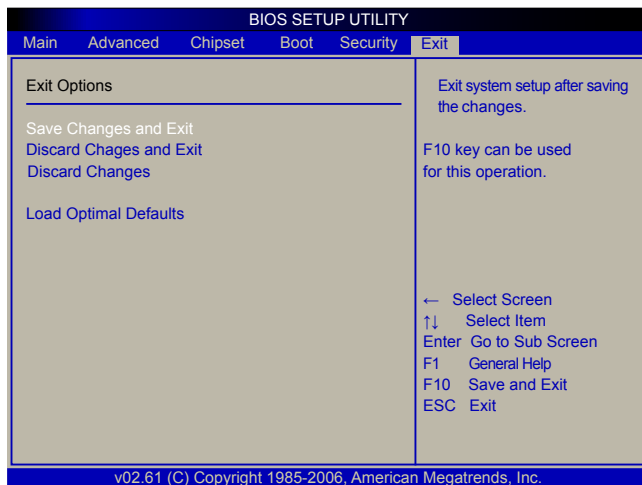 BIOS SETUP UTILITY
Main Advanced Chipset Boot Security Exit
Exit Options
Save Changes and Exit
Discard Chages and Exit
Discard Changes
Load Optimal Defaults
Exit system setup after saving
the changes.
F10 key can be used
for this operation.
← Select Screen
↑↓ Select Item
Enter Go to Sub Screen
F1 General Help
F10 Save and Exit
ESC Exit
v02.61 (C) Copyright 1985-2006, American Megatrends, Inc.